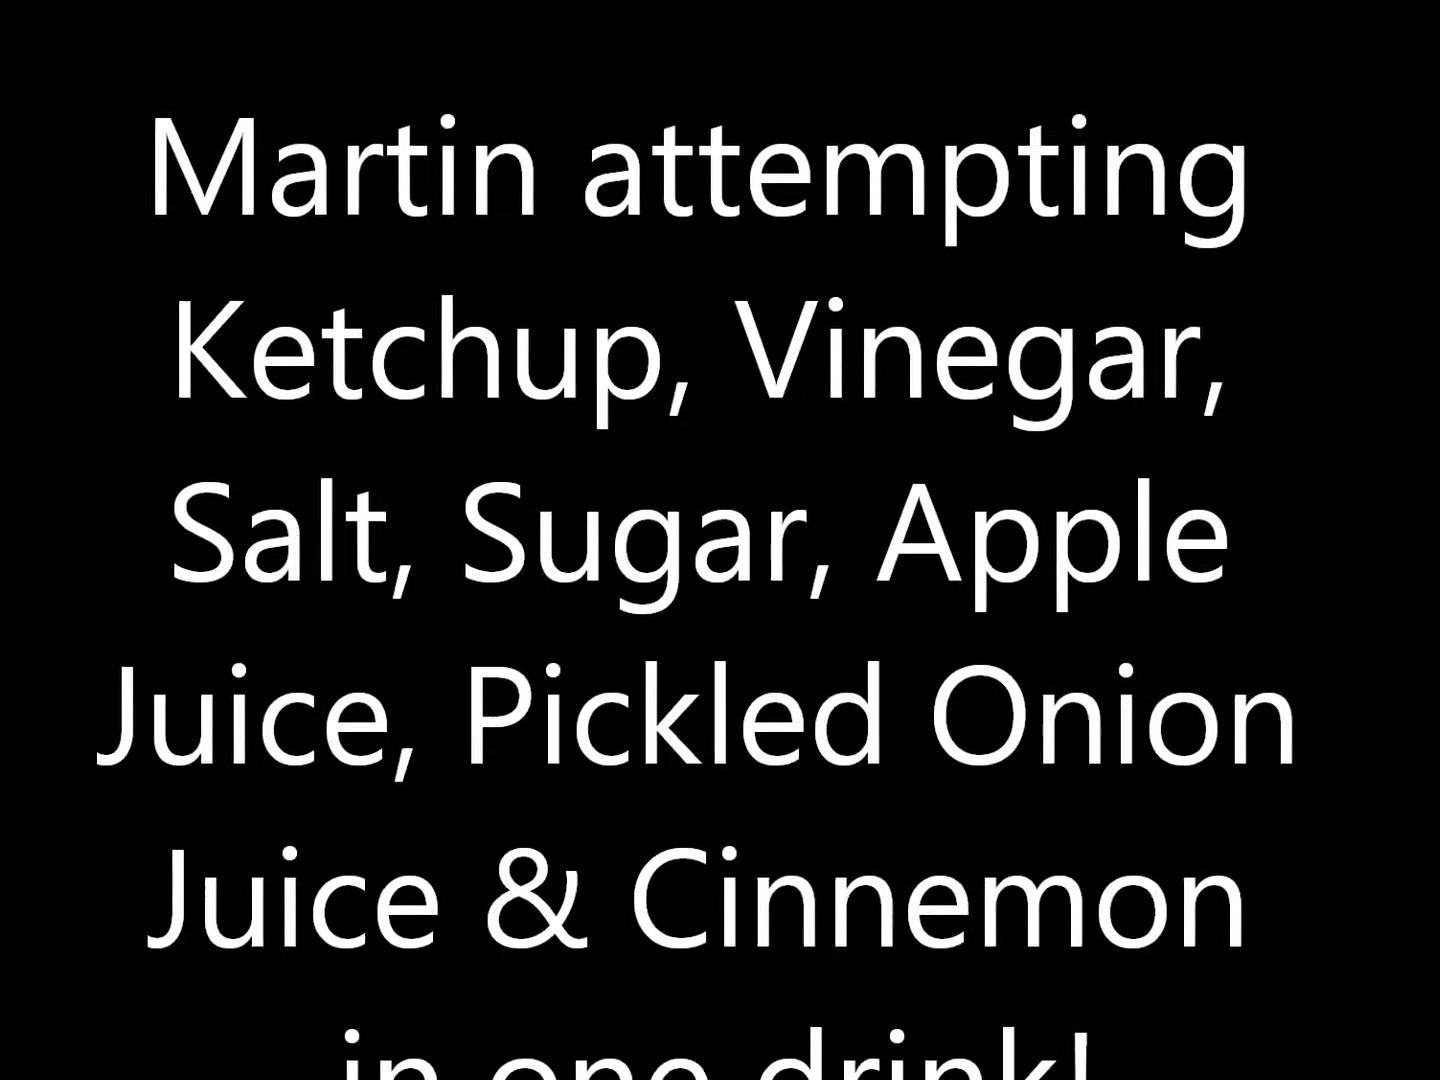 Martin attempting
Ketchup, Vinegar,
Salt, Sugar, Apple
Juice, Pickled Onion
Juice & Cinnemon
in one drink!